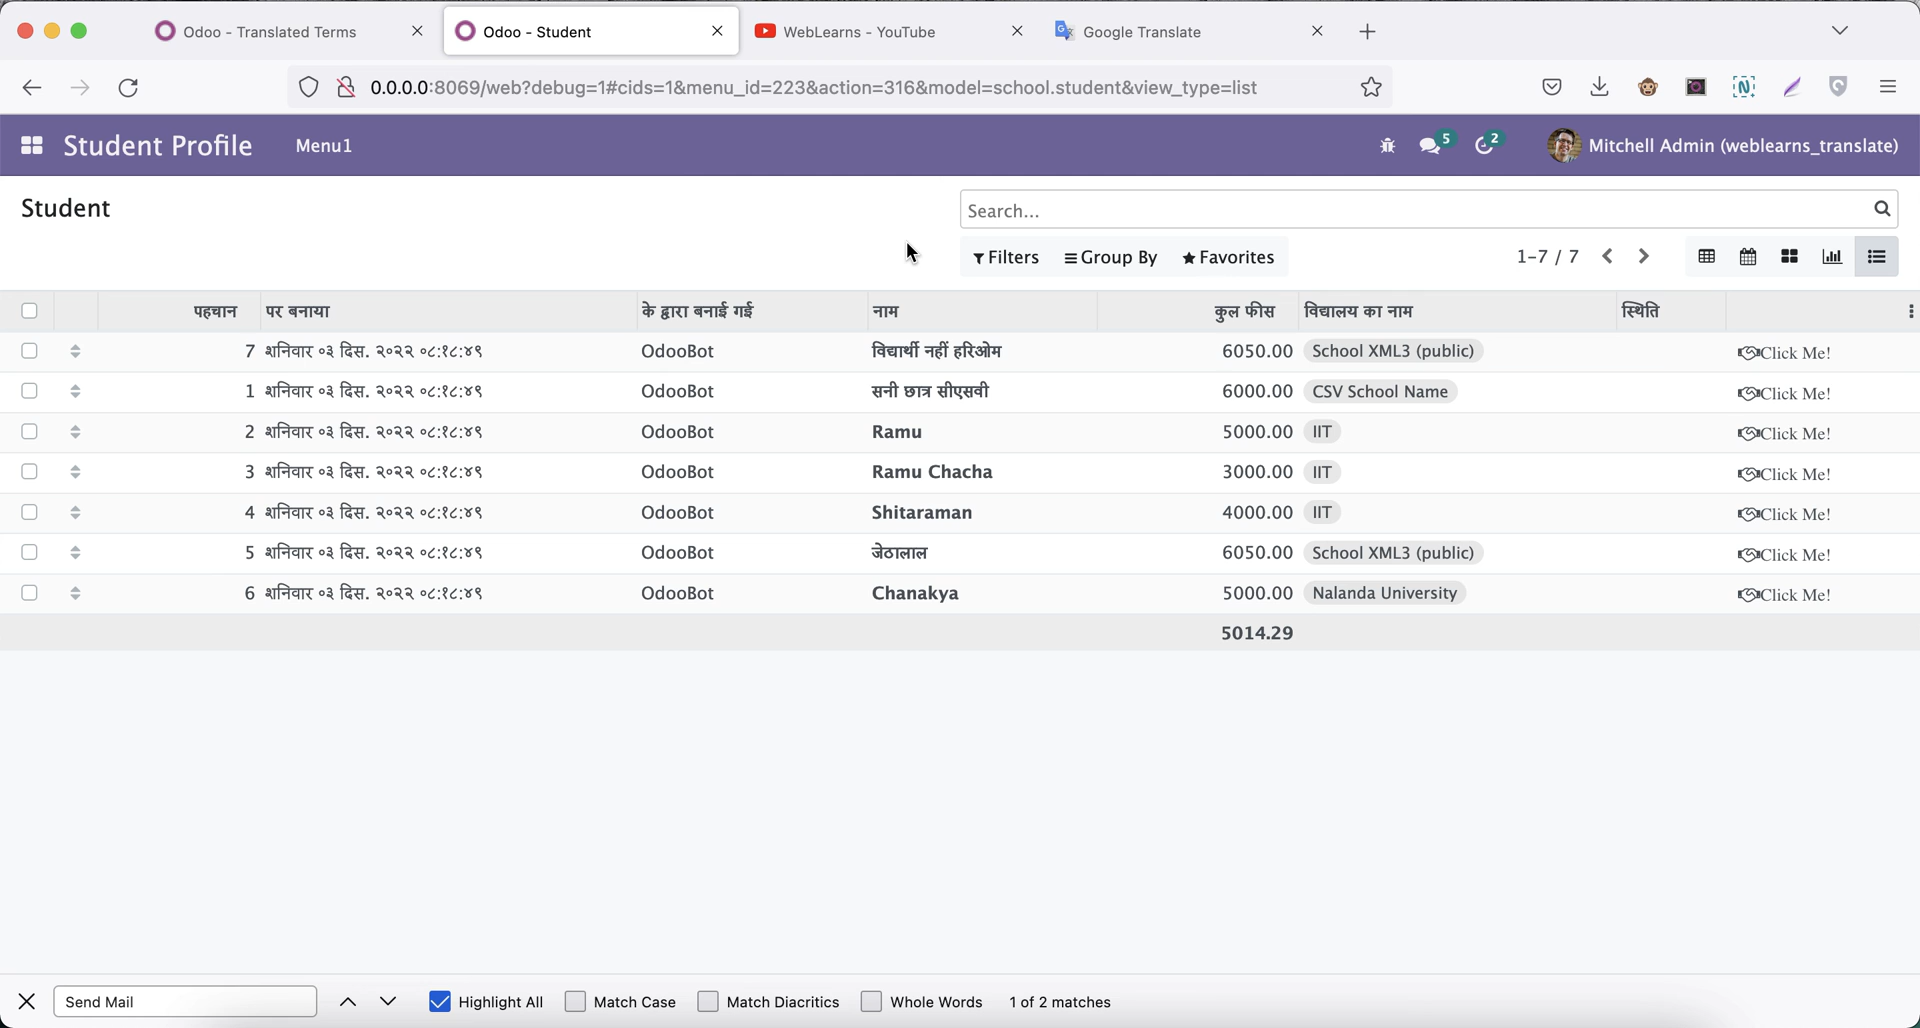 Odoo - Translated Terms
Odoo - Student
WebLearns - YouTube
Google Translate
0.0.0.0:8069/web?debug=1#cids=1&menu_id=223&action=316&model=school.student&view_type=list
Student Profile Menu1 5 2 Mitchell Admin (weblearns_translate)
Student
Search...
Filters Group By Favorites 1-7 / 7
पहचान पर बनाया के द्वारा बनाई गई नाम कुल फीस विद्यालय का नाम स्थिति
7 शनिवार ०३ दिस. २०२२ ०८:१८:४९ OdooBot विद्यार्थी नहीं हरिओम 6050.00 School XML3 (public) Click Me!
1 शनिवार ०३ दिस. २०२२ ०८:१८:४९ OdooBot सनी छात्र सीएसवी 6000.00 CSV School Name Click Me!
2 शनिवार ०३ दिस. २०२२ ०८:१८:४९ OdooBot Ramu 5000.00 IIT Click Me!
3 शनिवार ०३ दिस. २०२२ ०८:१८:४९ OdooBot Ramu Chacha 3000.00 IIT Click Me!
4 शनिवार ०३ दिस. २०२२ ०८:१८:४९ OdooBot Shitaraman 4000.00 IIT Click Me!
5 शनिवार ०३ दिस. २०२२ ०८:१८:४९ OdooBot जेठालाल 6050.00 School XML3 (public) Click Me!
6 शनिवार ०३ दिस. २०२२ ०८:१८:४९ OdooBot Chanakya 5000.00 Nalanda University Click Me!
5014.29
Send Mail Highlight All Match Case Match Diacritics Whole Words 1 of 2 matches